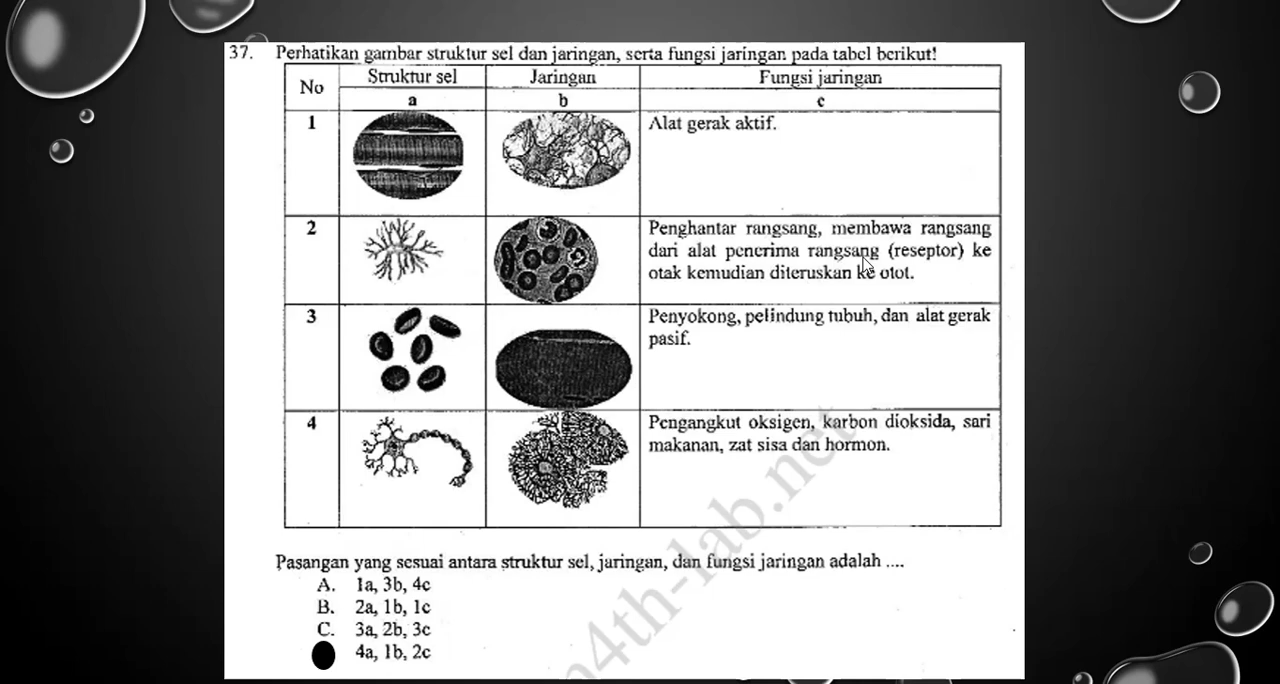 37. Perhatikan gambar struktur sel dan jaringan, serta fungsi jaringan pada tabel berikut!
No Struktur sel Jaringan Fungsi jaringan
a b c
1 Alat gerak aktif.
2 Penghantar rangsang, membawa rangsang
dari alat penerima rangsang (reseptor) ke
otak kemudian diteruskan ke otot.
3 Penyokong, pelindung tubuh, dan alat gerak
pasif.
4 Pengangkut oksigen, karbon dioksida, sari
makanan, zat sisa dan hormon.
Pasangan yang sesuai antara struktur sel, jaringan, dan fungsi jaringan adalah ....
A. 1a, 3b, 4c
B. 2a, 1b, 1c
C. 3a, 2b, 3c
4a, 1b, 2c
n4th-lab.net